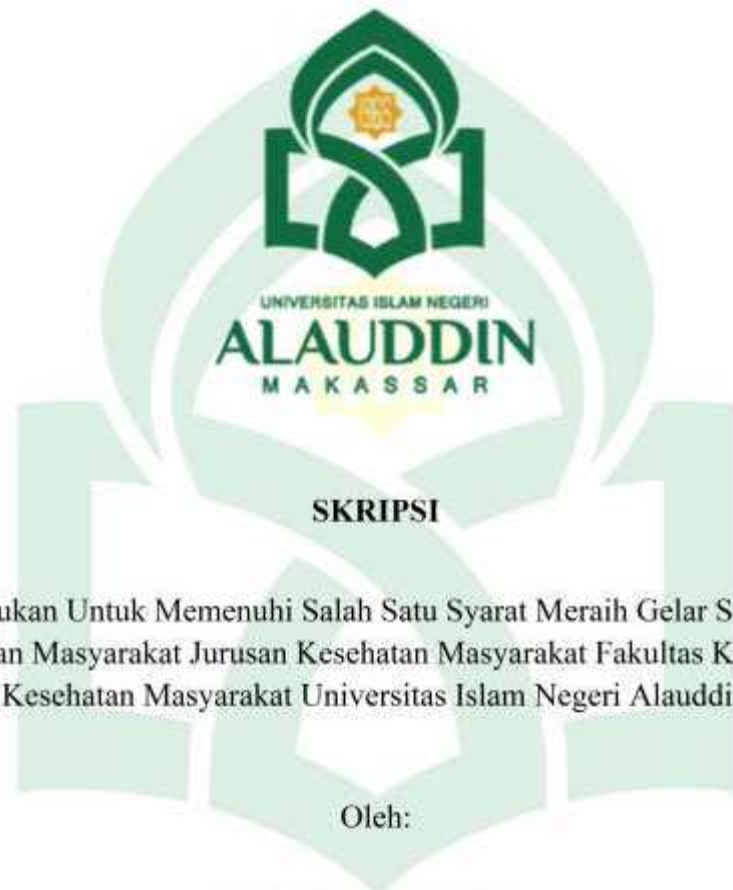 UNIVERSITAS ISLAM NEGERI
ALAUDDIN
MAKASSAR
SKRIPSI
ukan Untuk Memenuhi Salah Satu Syarat Meraih Gelar S
an Masyarakat Jurusan Kesehatan Masyarakat Fakultas K
Kesehatan Masyarakat Universitas Islam Negeri Alauddi
Oleh: